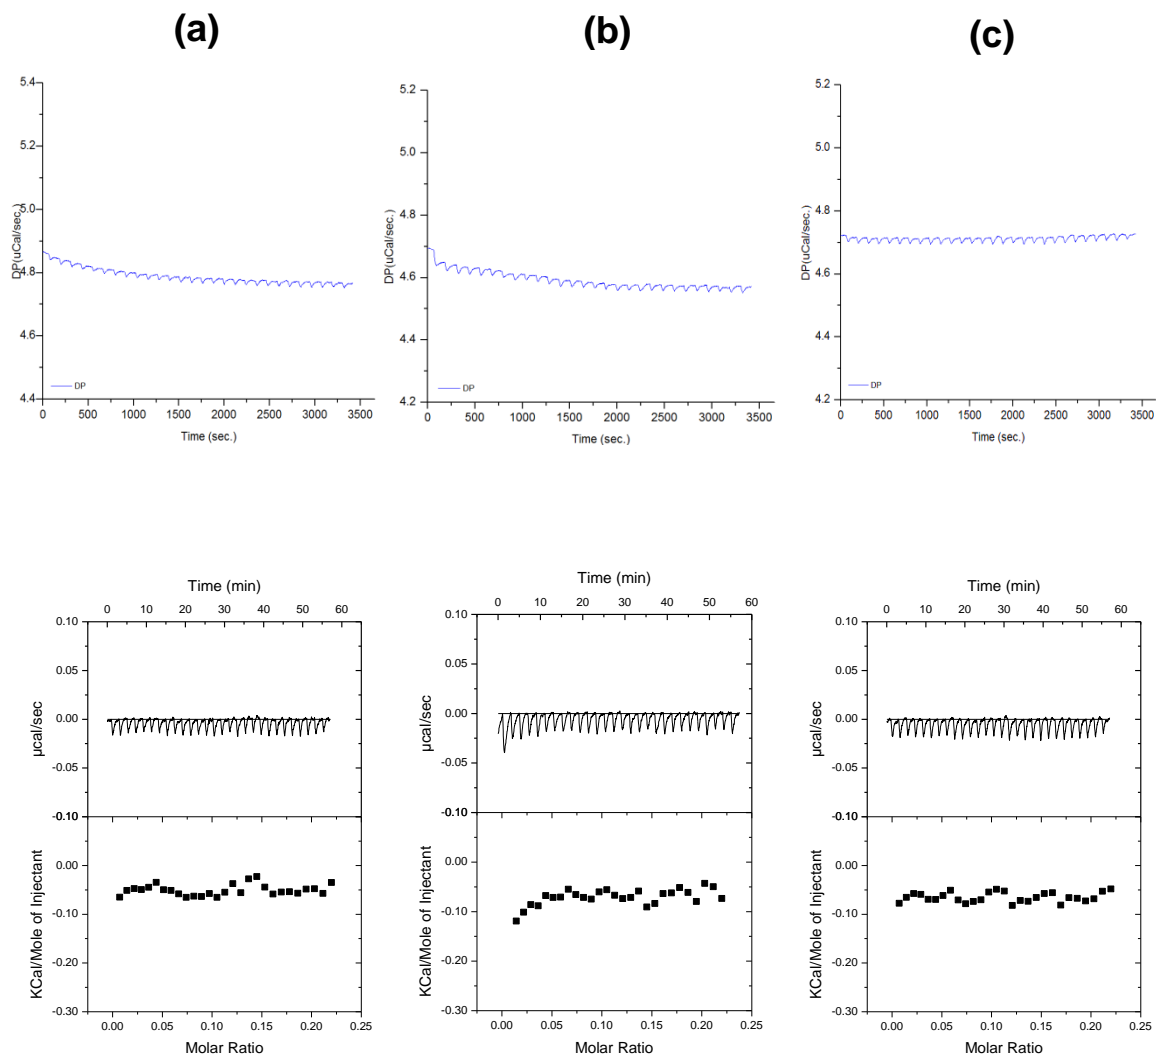 (a)
(b)
(c)
5.4
5.2
5.0
4.8
4.6
4.4
DP(uCal/sec.)
DP
0 500 1000 1500 2000 2500 3000 3500
Time (sec.)
5.2
5.0
4.8
4.6
4.4
4.2
DP(uCal/sec.)
DP
0 500 1000 1500 2000 2500 3000 3500
Time (sec.)
5.2
5.0
4.8
4.6
4.4
4.2
DP(uCal/sec.)
DP
0 500 1000 1500 2000 2500 3000 3500
Time (sec.)
Time (min)
0 10 20 30 40 50 60
0.10
0.05
0.00
-0.05
-0.10
µcal/sec
0.00
-0.10
-0.20
-0.30
KCal/Mole of Injectant
0.00 0.05 0.10 0.15 0.20 0.25
Molar Ratio
Time (min)
0 10 20 30 40 50 60
0.10
0.05
0.00
-0.05
-0.10
µcal/sec
0.00
-0.10
-0.20
-0.30
KCal/Mole of Injectant
0.00 0.05 0.10 0.15 0.20 0.25
Molar Ratio
Time (min)
0 10 20 30 40 50 60
0.10
0.05
0.00
-0.05
-0.10
µcal/sec
0.00
-0.10
-0.20
-0.30
KCal/Mole of Injectant
0.00 0.05 0.10 0.15 0.20 0.25
Molar Ratio